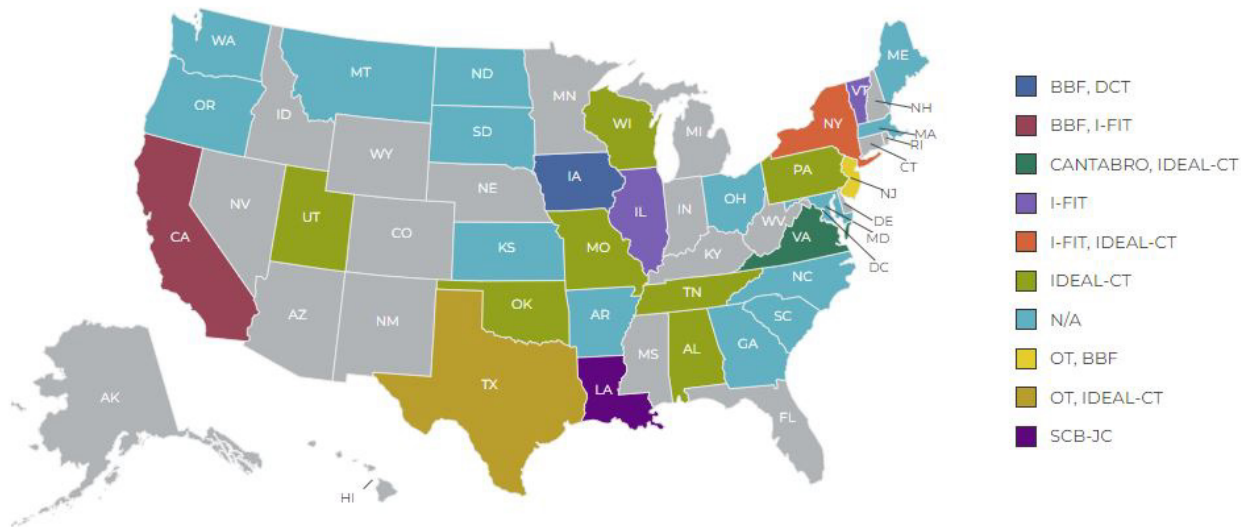 WA
MT
ND
MN
ME
VT
NH
OR
ID
SD
WI
MI
NY
MA
RI
CT
WY
IA
NE
PA
NJ
NV
UT
CO
IL
IN
OH
DE
MD
DC
WV
VA
CA
KS
MO
KY
NC
AZ
NM
OK
AR
TN
SC
MS
AL
GA
TX
LA
FL
AK
HI
BBF, DCT
BBF, I-FIT
CANTABRO, IDEAL-CT
I-FIT
I-FIT, IDEAL-CT
IDEAL-CT
N/A
OT, BBF
OT, IDEAL-CT
SCB-JC